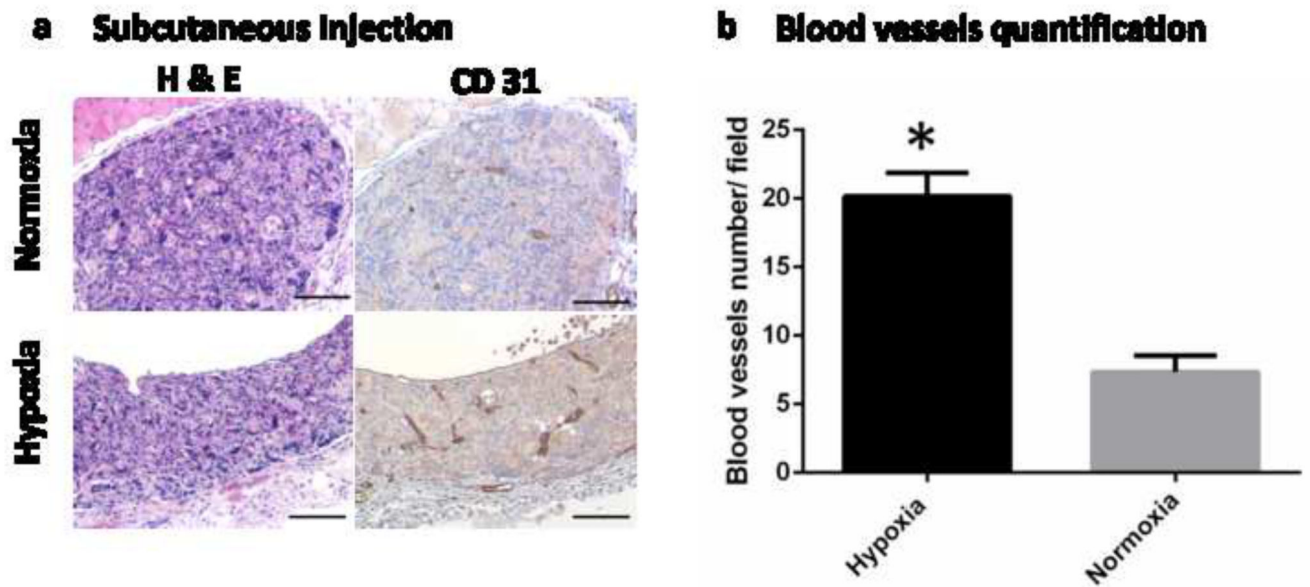 a Subcutaneous Injection
H & E CD 31
Normoxia
Hypoxia
b Blood vessels quantification
Blood vessels number/ field
25
20
15
10
5
0
*
Hypoxia
Normoxia